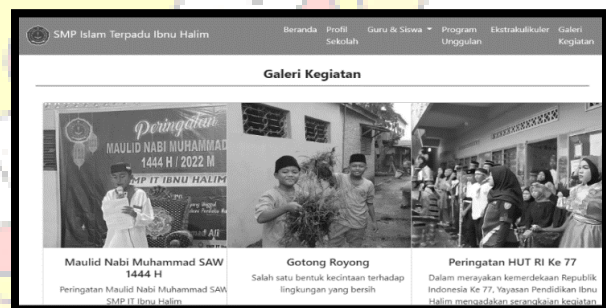 SMP Islam Terpadu Ibnu Halim
Beranda
Profil
Sekolah
Guru & Siswa
Program
Unggulan
Ekstrakulikuler
Galeri
Kegiatan
Galeri Kegiatan
Peringatan
MAULID NABI MUHAMMAD
1444 H / 2022 M
SMP IT IBNU HALIM
Maulid Nabi Muhammad SAW
1444 H
Peringatan Maulid Nabi Muhammad SAW
SMP IT Ibnu Halim
Gotong Royong
Salah satu bentuk kecintaan terhadap
lingkungan yang bersih
Peringatan HUT RI Ke 77
Dalam merayakan kemerdekaan Republik
Indonesia Ke 77, Yayasan Pendidikan Ibnu
Halim mengadakan serangkaian kegiatan